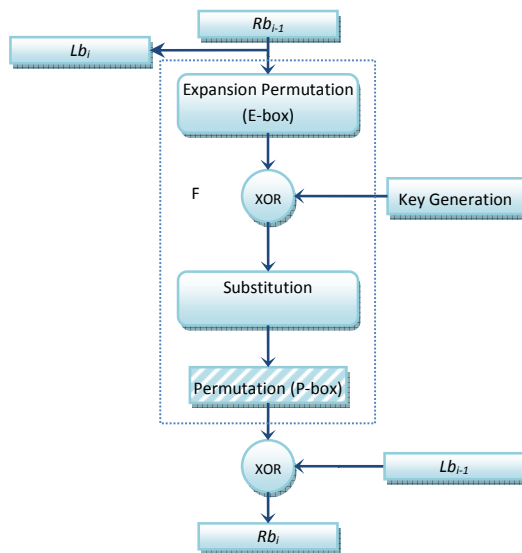 Rbi-1
Lbi
Expansion Permutation
(E-box)
F
XOR
Key Generation
Substitution
Permutation (P-box)
XOR
Lbi-1
Rbi